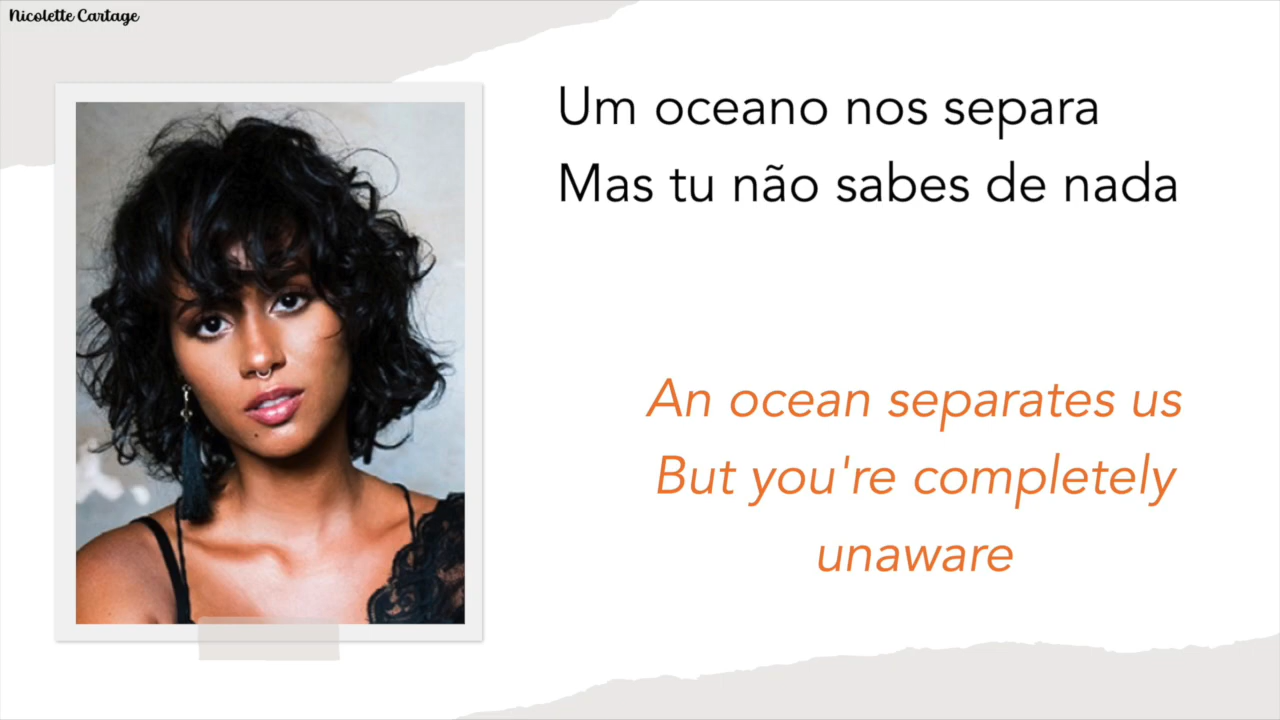 Nicolette Cartage
Um oceano nos separa
Mas tu não sabes de nada
An ocean separates us
But you're completely
unaware